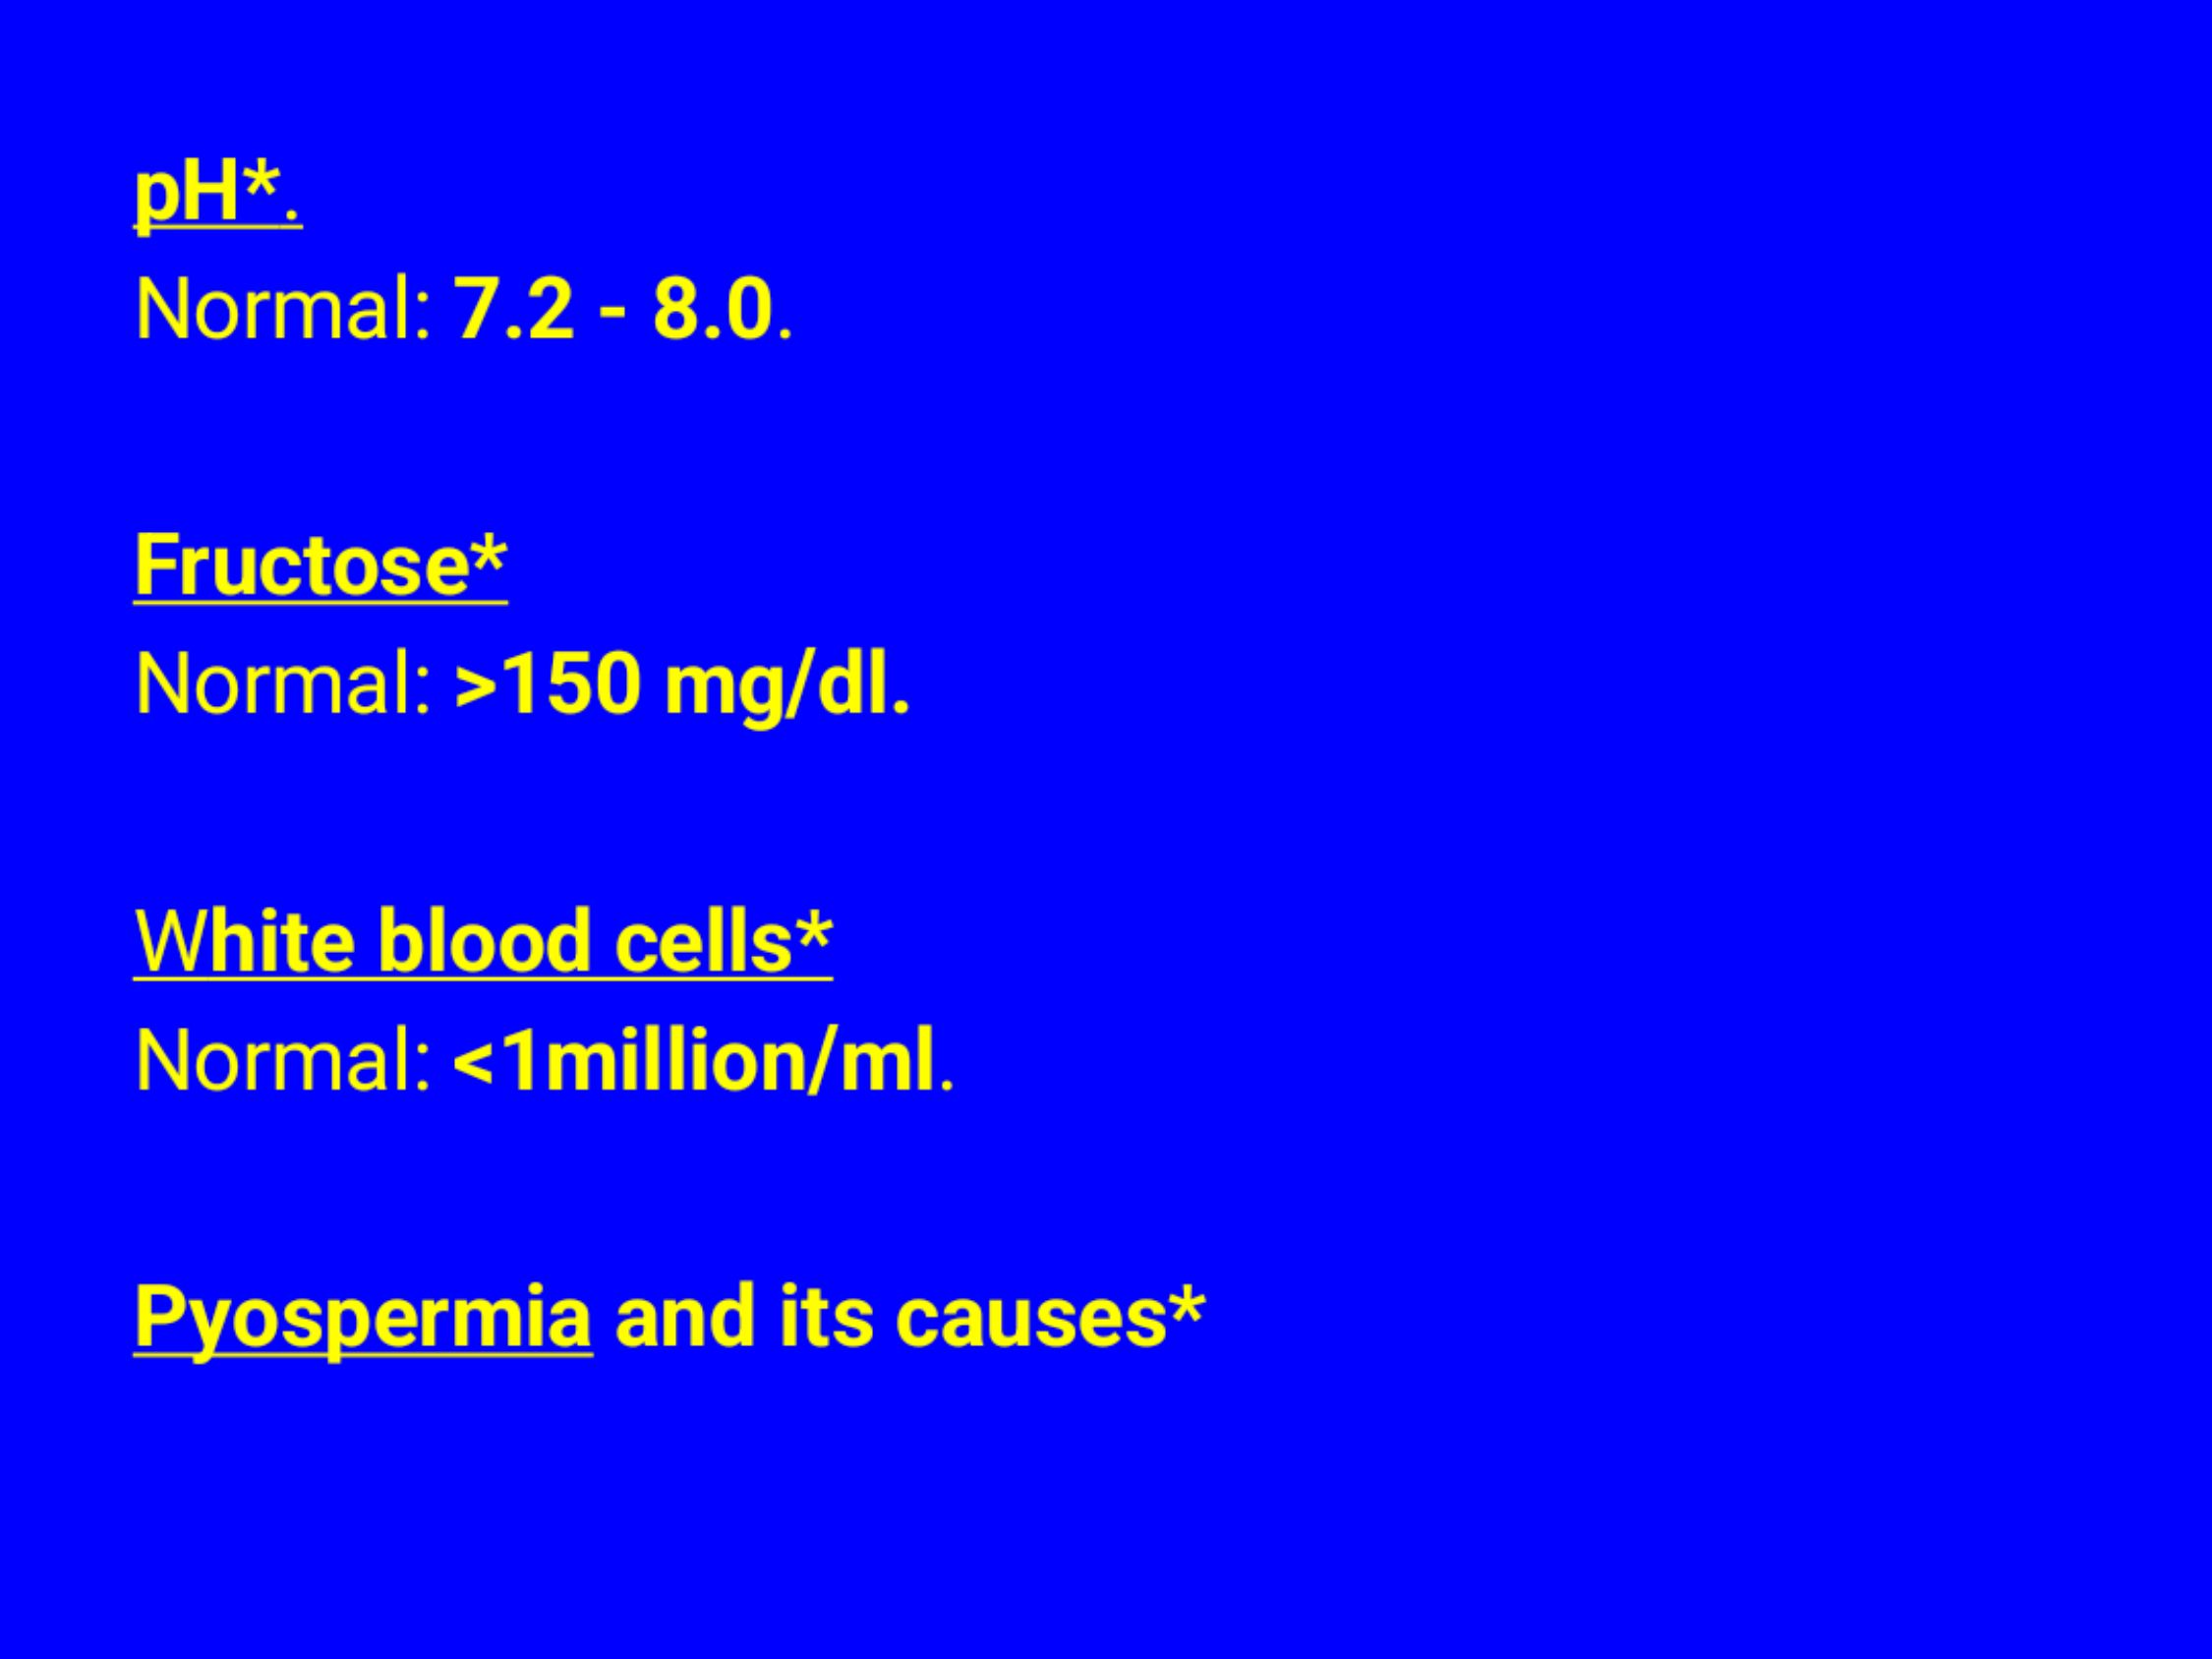 pH*.
Normal: 7.2 - 8.0.
Fructose*
Normal: >150 mg/dl.
White blood cells*
Normal: <1million/ml.
Pyospermia and its causes*